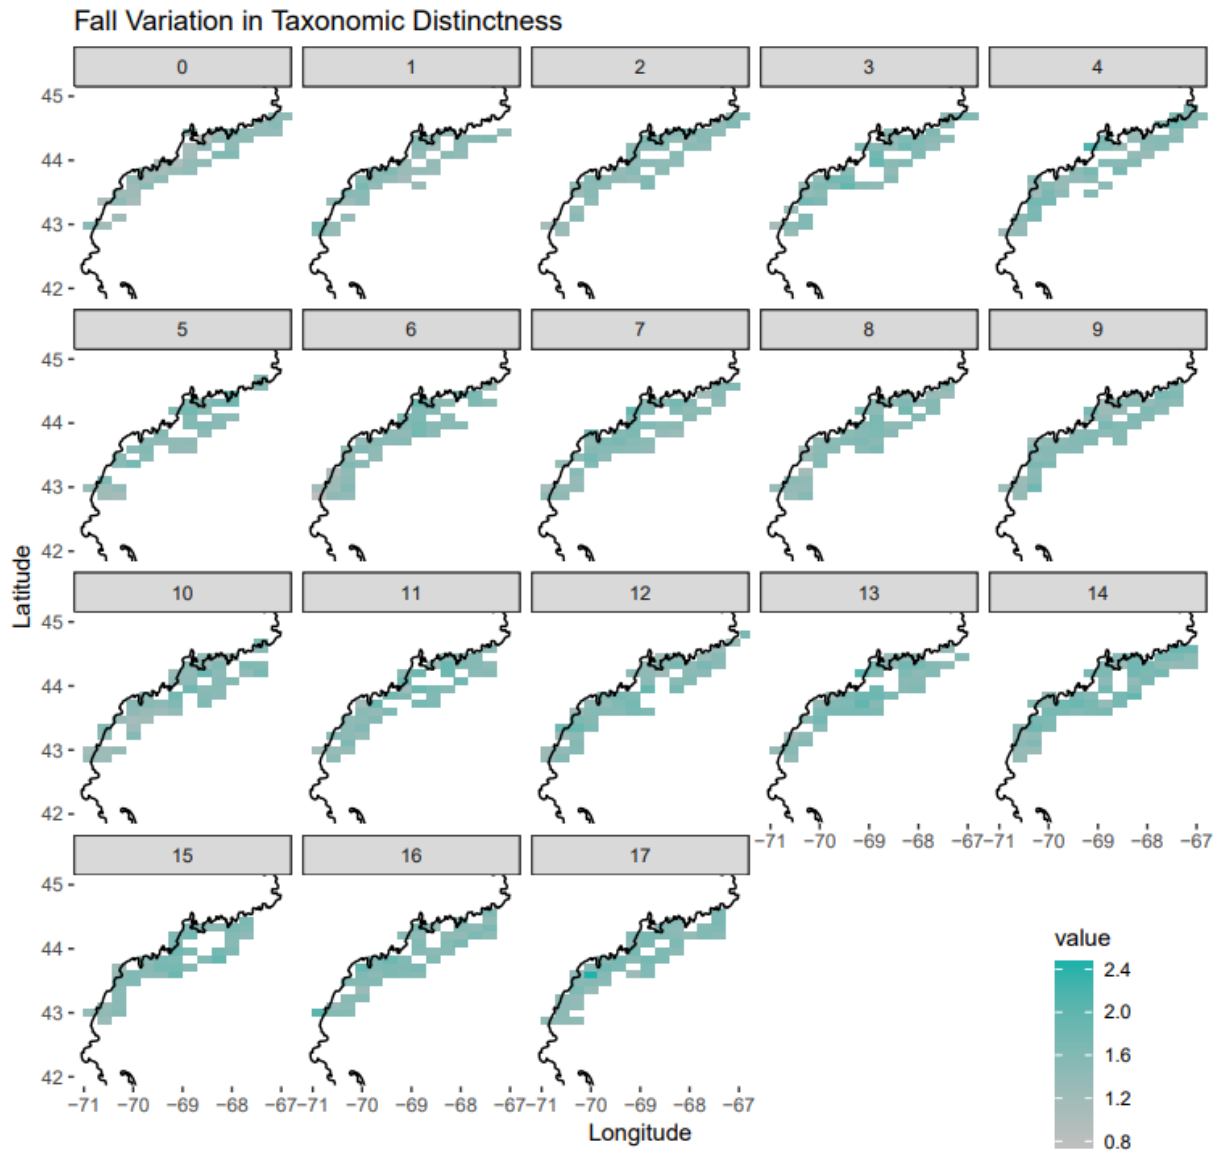 Fall Variation in Taxonomic Distinctness
0 1 2 3 4
45
44
43
42
5 6 7 8 9
45
44
43
42
Latitude
10 11 12 13 14
45
44
43
42
−71 −70 −69 −68 −67 −71 −70 −69 −68 −67
15 16 17
45
44
43
42
−71 −70 −69 −68 −67 −71 −70 −69 −68 −67 −71 −70 −69 −68 −67
Longitude
value
2.4
2.0
1.6
1.2
0.8